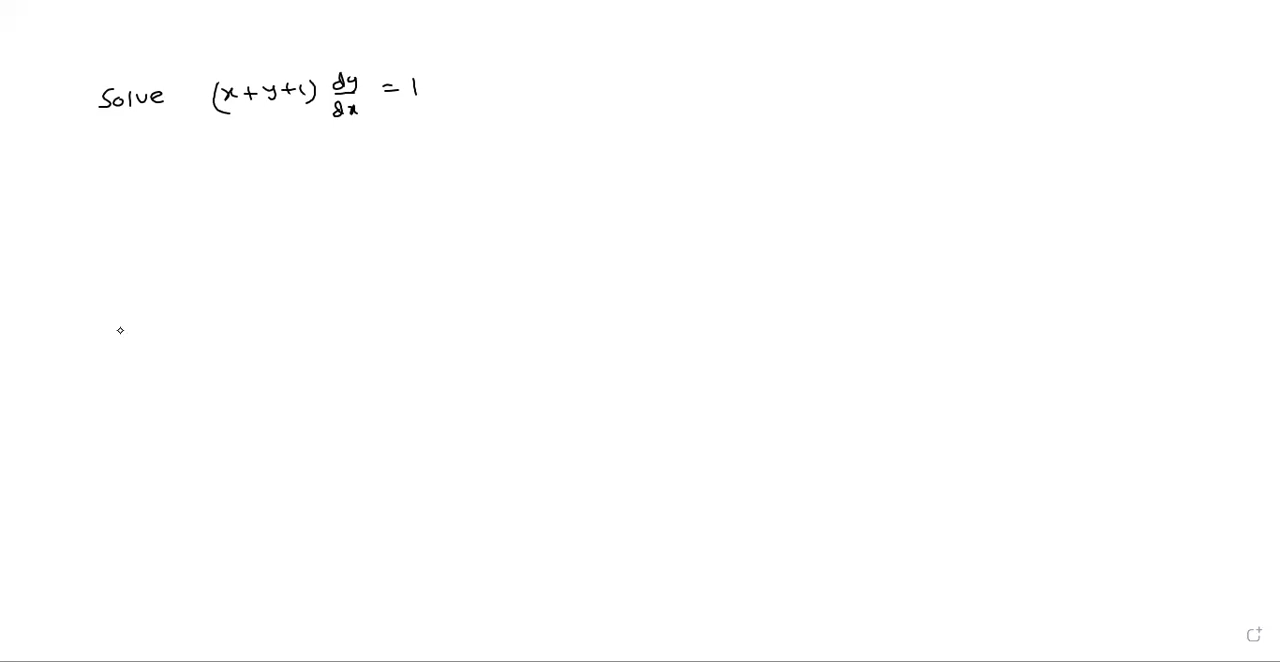 Solve (x+y+1) dy/dx = 1